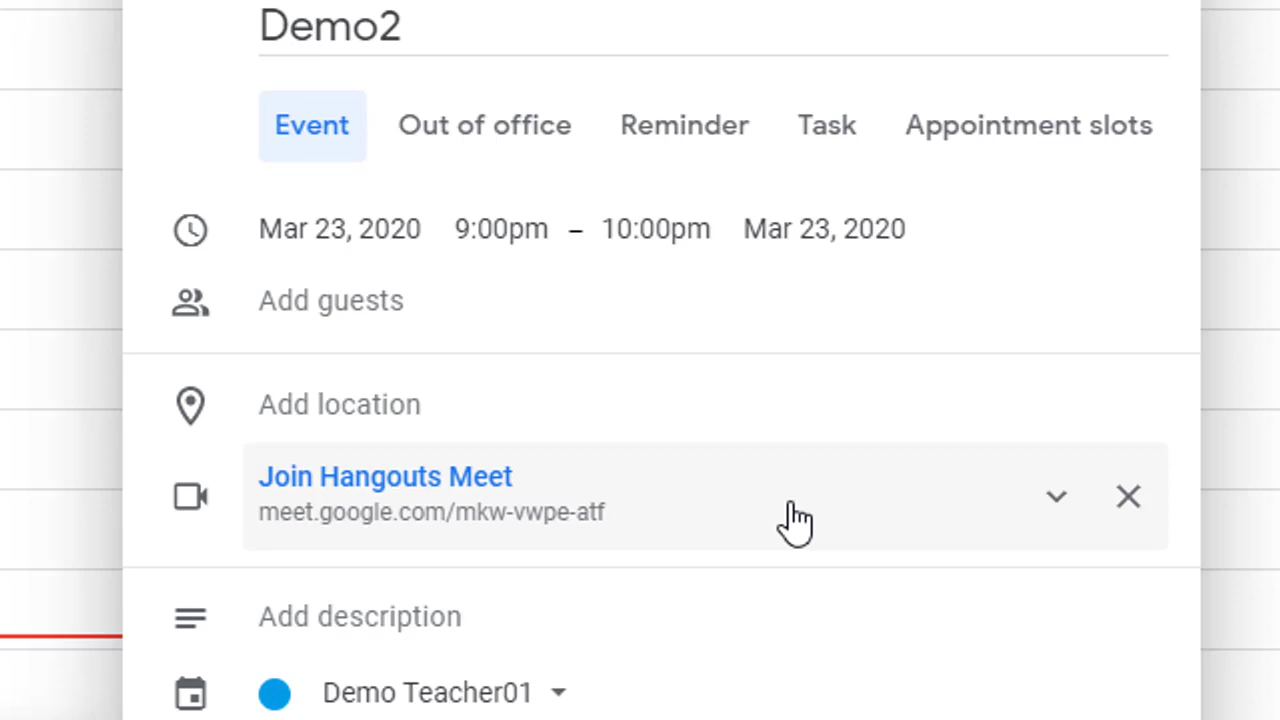 Demo2
Event Out of office Reminder Task Appointment slots
Mar 23, 2020 9:00pm – 10:00pm Mar 23, 2020
Add guests
Add location
Join Hangouts Meet
meet.google.com/mkw-vwpe-atf
Add description
Demo Teacher01